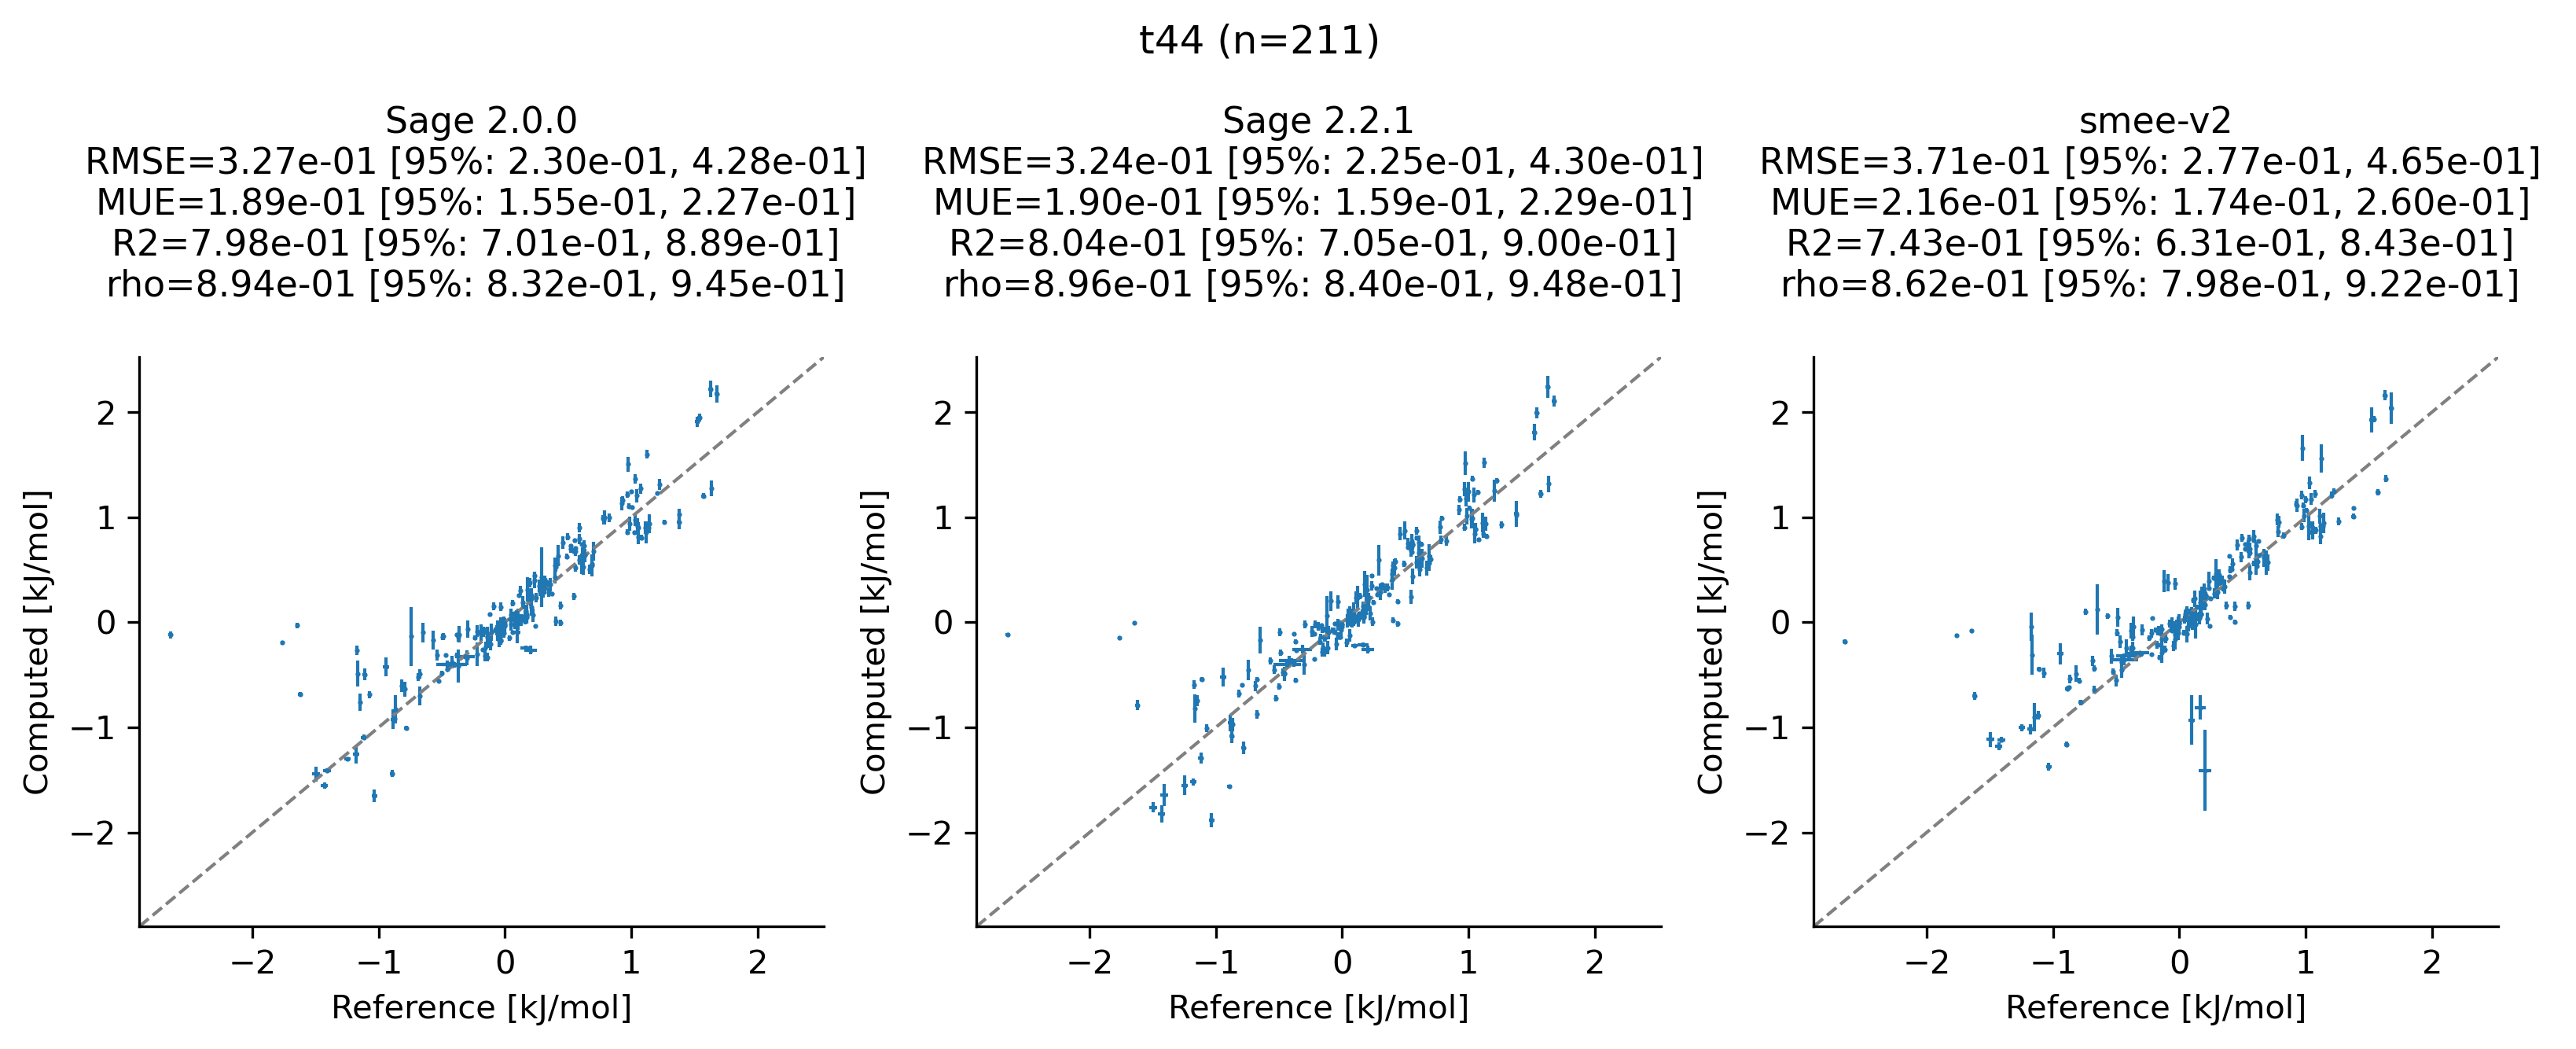 t44 (n=211)
Sage 2.0.0
RMSE=3.27e-01 [95%: 2.30e-01, 4.28e-01]
MUE=1.89e-01 [95%: 1.55e-01, 2.27e-01]
R2=7.98e-01 [95%: 7.01e-01, 8.89e-01]
rho=8.94e-01 [95%: 8.32e-01, 9.45e-01]
2
1
0
−1
−2
Computed [kJ/mol]
−2 −1 0 1 2
Reference [kJ/mol]
Sage 2.2.1
RMSE=3.24e-01 [95%: 2.25e-01, 4.30e-01]
MUE=1.90e-01 [95%: 1.59e-01, 2.29e-01]
R2=8.04e-01 [95%: 7.05e-01, 9.00e-01]
rho=8.96e-01 [95%: 8.40e-01, 9.48e-01]
2
1
0
−1
−2
Computed [kJ/mol]
−2 −1 0 1 2
Reference [kJ/mol]
smee-v2
RMSE=3.71e-01 [95%: 2.77e-01, 4.65e-01]
MUE=2.16e-01 [95%: 1.74e-01, 2.60e-01]
R2=7.43e-01 [95%: 6.31e-01, 8.43e-01]
rho=8.62e-01 [95%: 7.98e-01, 9.22e-01]
2
1
0
−1
−2
Computed [kJ/mol]
−2 −1 0 1 2
Reference [kJ/mol]